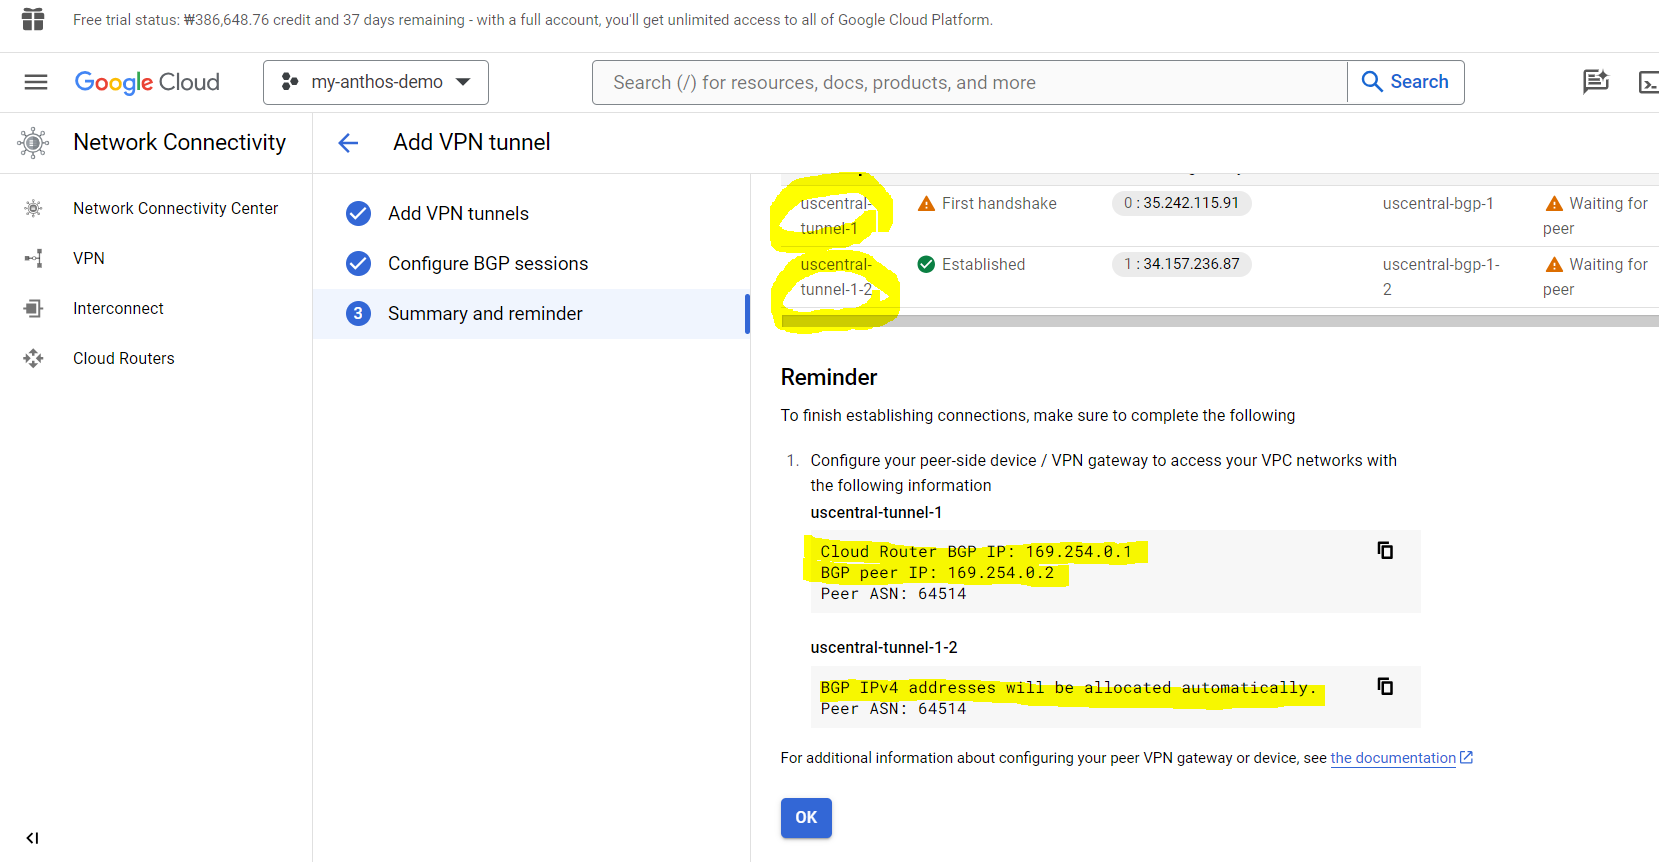 Free trial status: ₩386,648.76 credit and 37 days remaining - with a full account, you'll get unlimited access to all of Google Cloud Platform.
Google Cloud
my-anthos-demo
Search (/) for resources, docs, products, and more
Search
Network Connectivity
Add VPN tunnel
Network Connectivity Center
VPN
Interconnect
Cloud Routers
Add VPN tunnels
Configure BGP sessions
3 Summary and reminder
uscentral-
tunnel-1
First handshake
0 : 35.242.115.91
uscentral-bgp-1
Waiting for
peer
uscentral-
tunnel-1-2
Established
1 : 34.157.236.87
uscentral-bgp-1-
2
Waiting for
peer
Reminder
To finish establishing connections, make sure to complete the following
1. Configure your peer-side device / VPN gateway to access your VPC networks with
the following information
uscentral-tunnel-1
Cloud Router BGP IP: 169.254.0.1
BGP peer IP: 169.254.0.2
Peer ASN: 64514
uscentral-tunnel-1-2
BGP IPv4 addresses will be allocated automatically.
Peer ASN: 64514
For additional information about configuring your peer VPN gateway or device, see the documentation
OK